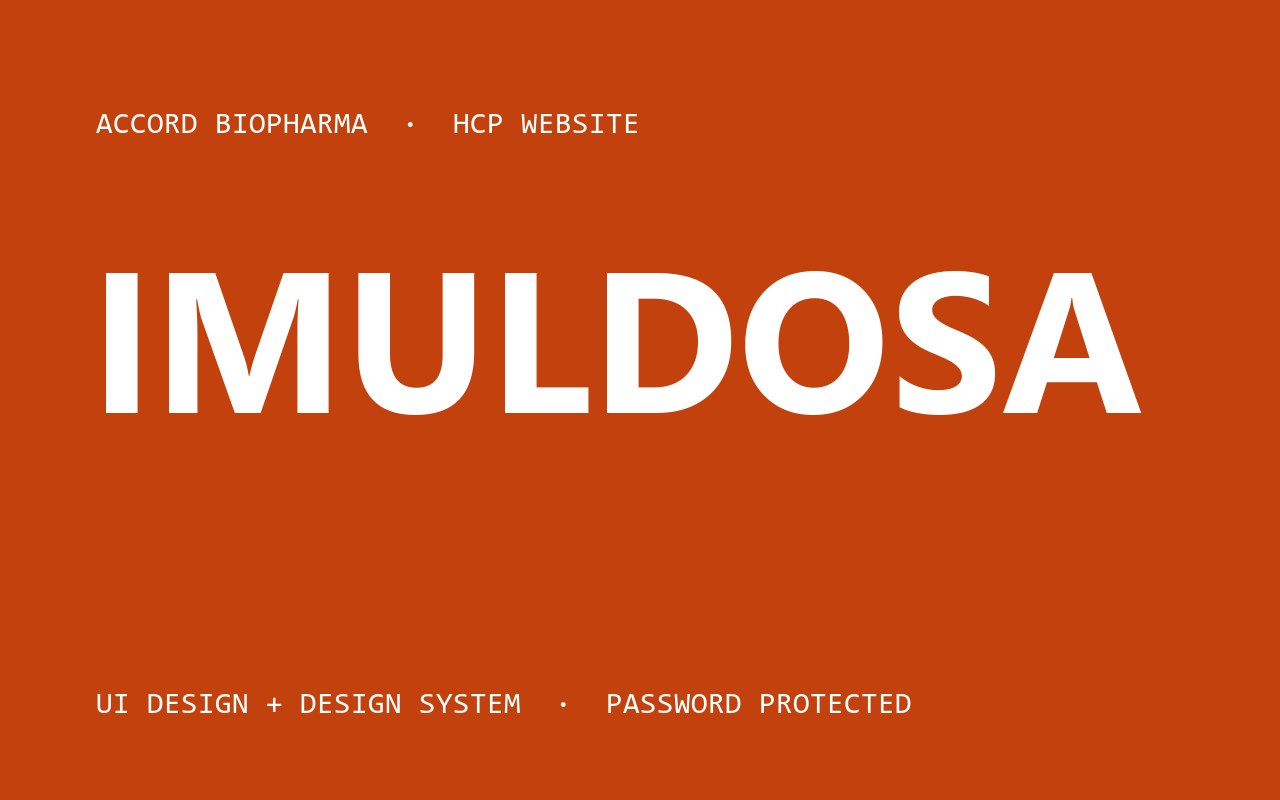 ACCORD BIOPHARMA · HCP WEBSITE
IMULDOSA
UI DESIGN + DESIGN SYSTEM · PASSWORD PROTECTED